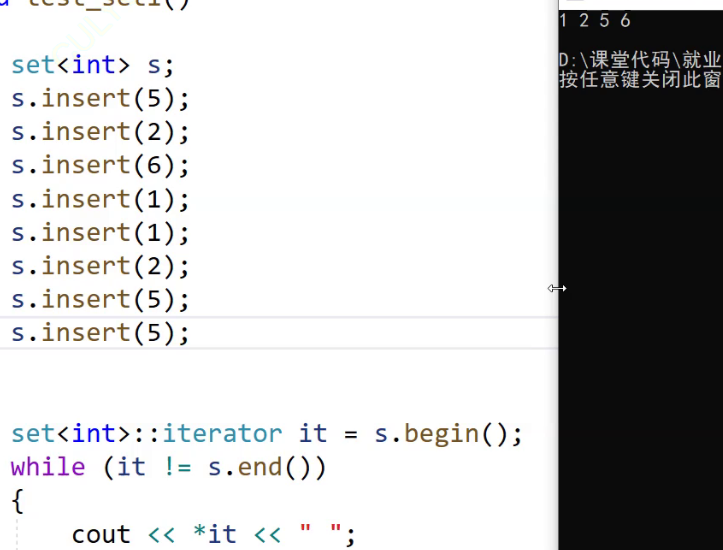 test_set1()
set<int> s;
s.insert(5);
s.insert(2);
s.insert(6);
s.insert(1);
s.insert(1);
s.insert(2);
s.insert(5);
s.insert(5);
set<int>::iterator it = s.begin();
while (it != s.end())
{
cout << *it << " ";
1 2 5 6
D:\课堂代码\就业
按任意键关闭此窗